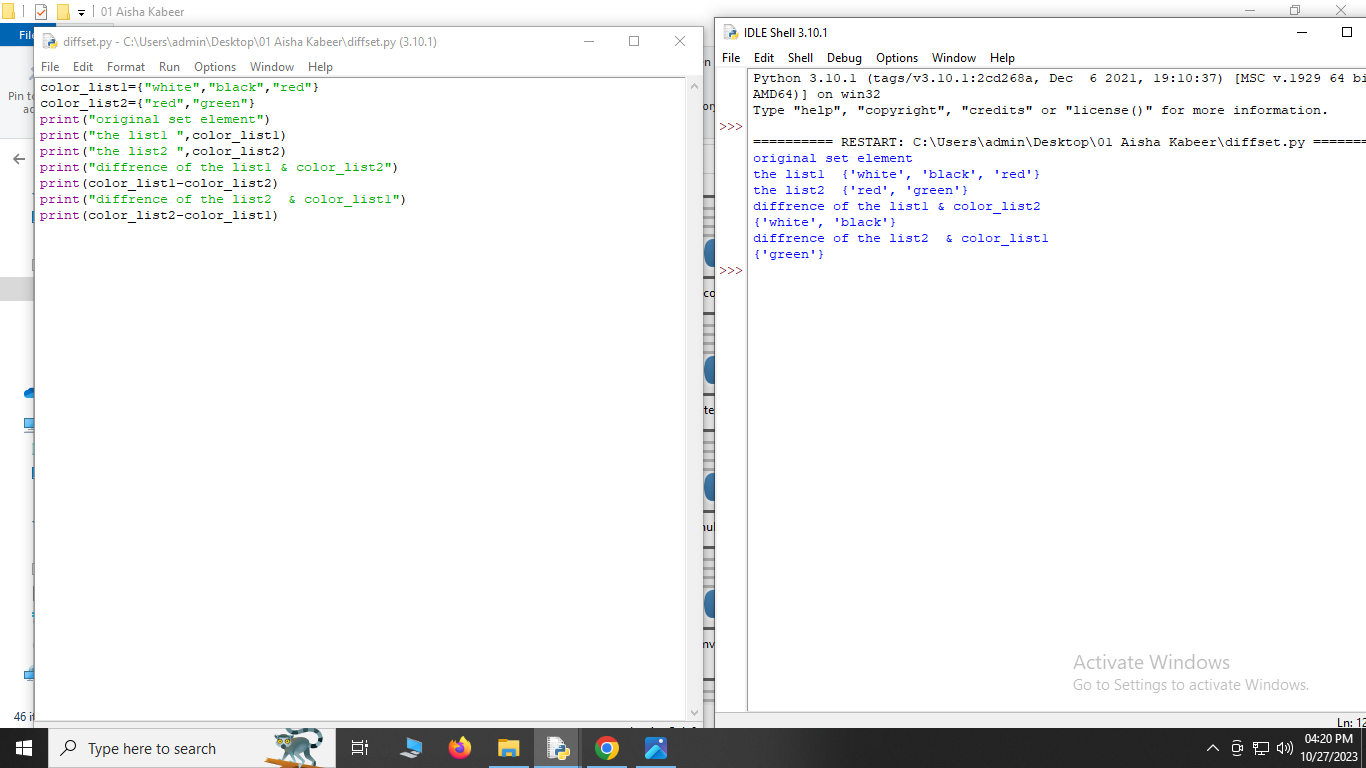 01 Aisha Kabeer
File
diffset.py - C:\Users\admin\Desktop\01 Aisha Kabeer\diffset.py (3.10.1)
File Edit Format Run Options Window Help
color_list1={"white","black","red"}
color_list2={"red","green"}
print("original set element")
print("the list1 ",color_list1)
print("the list2 ",color_list2)
print("diffrence of the list1 & color_list2")
print(color_list1-color_list2)
print("diffrence of the list2  & color_list1")
print(color_list2-color_list1)
Pin to
IDLE Shell 3.10.1
File Edit Shell Debug Options Window Help
Python 3.10.1 (tags/v3.10.1:2cd268a, Dec  6 2021, 19:10:37) [MSC v.1929 64 bi
AMD64)] on win32
Type "help", "copyright", "credits" or "license()" for more information.
>>>
========== RESTART: C:\Users\admin\Desktop\01 Aisha Kabeer\diffset.py =======
original set element
the list1  {'white', 'black', 'red'}
the list2  {'red', 'green'}
diffrence of the list1 & color_list2
{'white', 'black'}
diffrence of the list2  & color_list1
{'green'}
>>>
Activate Windows
Go to Settings to activate Windows.
Ln: 12
46 it
Type here to search
04:20 PM
10/27/2023